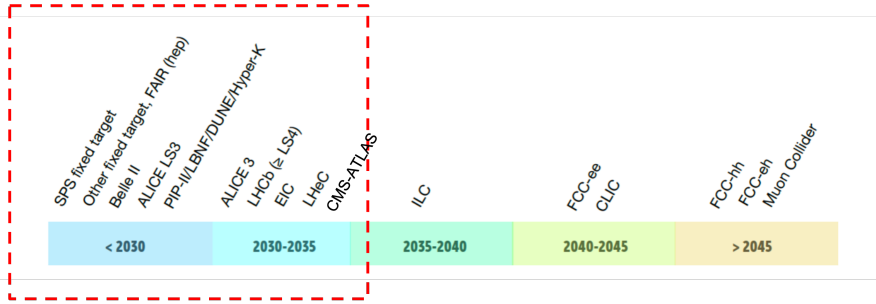 SPS fixed target
Other fixed target, FAIR (hep)
Belle II
ALICE LS3
PIP-II/LBNF/DUNE/Hyper-K
ALICE 3
LHCb (≥ LS4)
EIC
LHeC
CMS-ATLAS
ILC
FCC-ee
CLIC
FCC-hh
FCC-eh
Muon Collider
< 2030
2030-2035
2035-2040
2040-2045
> 2045